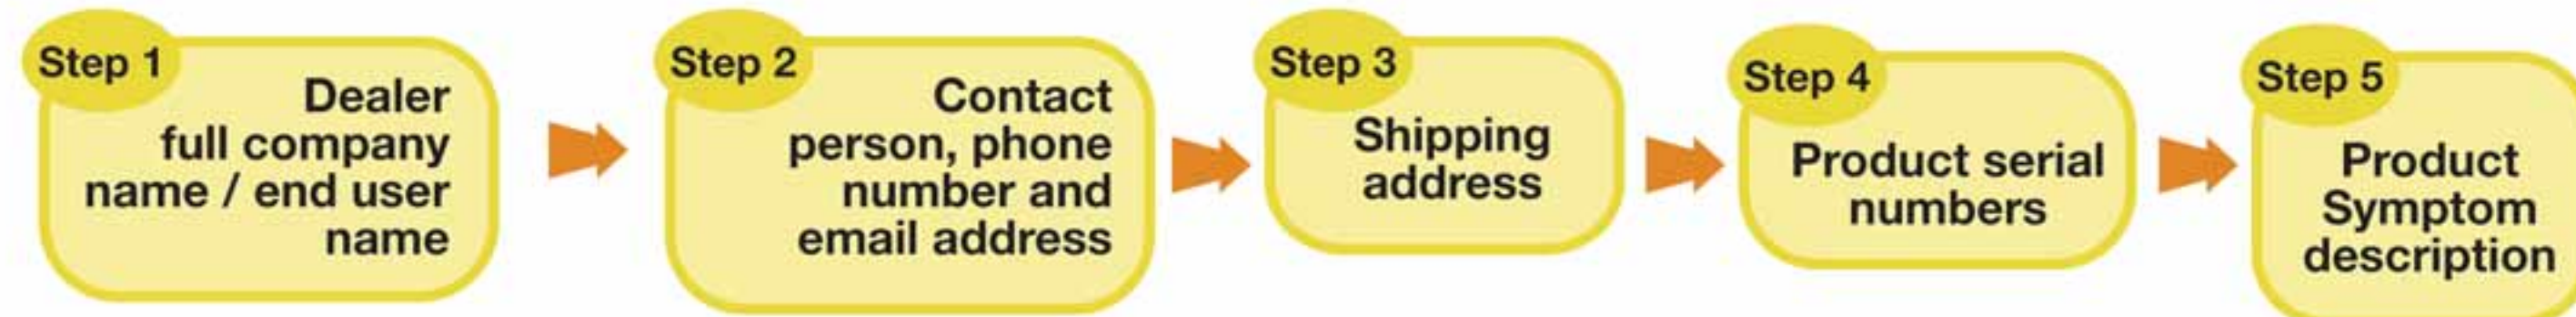 Step 1
Dealer
full company
name / end user
name
Step 2
Contact
person, phone
number and
email address
Step 3
Shipping
address
Step 4
Product serial
numbers
Step 5
Product
Symptom
description